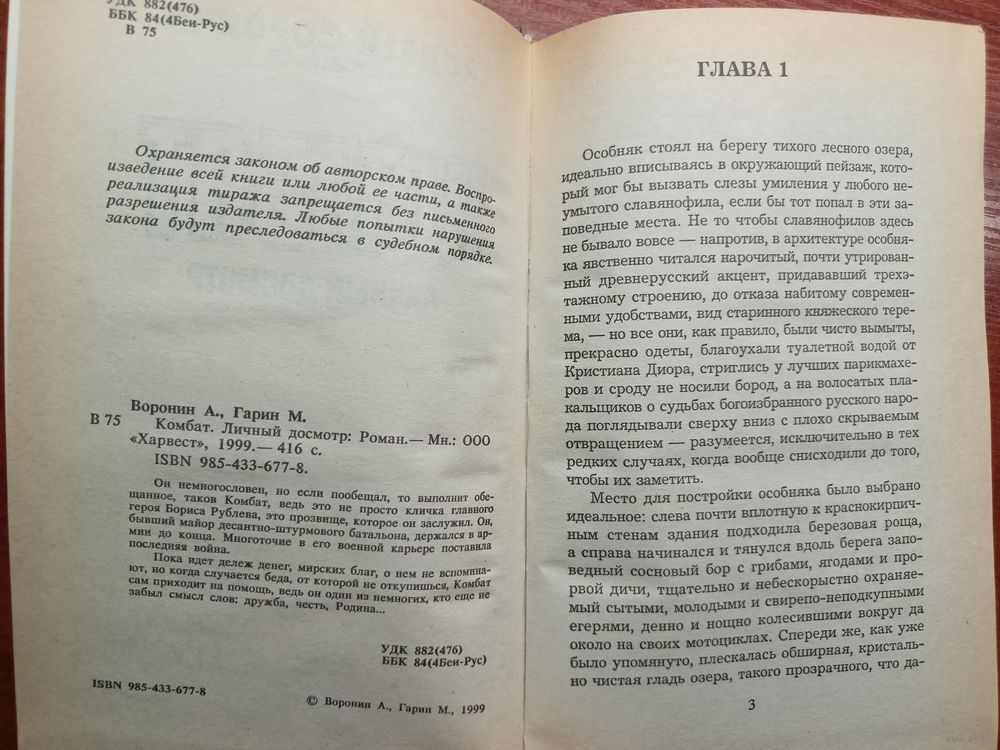 УДК 882(476)
ББК 84(4Беи-Рус)
В 75
Охраняется законом об авторском праве. Воспро-
изведение всей книги или любой ее части, а также
реализация тиража запрещается без письменного
разрешения издателя. Любые попытки нарушения
закона будут преследоваться в судебном порядке.
Воронин А., Гарин М.
В 75 Комбат. Личный досмотр: Роман.— Мн.: ООО
«Харвест», 1999.— 416 с.
ISBN 985-433-677-8.
Он немногословен, но если пообещал, то выполнит обе-
щанное, таков Комбат, ведь это не просто кличка главного
героя Бориса Рублева, это прозвище, которое он заслужил. Он,
бывший майор десантно-штурмового батальона, держался в ар-
мии до конца. Многоточие в его военной карьере поставила
последняя война.
Пока идет дележ денег, мирских благ, о нем не вспомина-
ют, но когда случается беда, от которой не откупишься, Комбат
сам приходит на помощь, ведь он один из немногих, кто еще не
забыл смысл слов: дружба, честь, Родина...
УДК 882(476)
ББК 84(4Беи-Рус)
ISBN 985-433-677-8
© Воронин А., Гарин М., 1999
ГЛАВА 1
Особняк стоял на берегу тихого лесного озера,
идеально вписываясь в окружающий пейзаж, кото-
рый мог бы вызвать слезы умиления у любого не-
умытого славянофила, если бы тот попал в эти за-
поведные места. Не то чтобы славянофилов здесь
не бывало вовсе — напротив, в архитектуре особня-
ка явственно читался нарочитый, почти утрирован-
ный древнерусский акцент, придававший трехэ-
тажному строению, до отказа набитому современ-
ными удобствами, вид старинного княжеского тере-
ма, — но все они, как правило, были чисто вымыты,
прекрасно одеты, благоухали туалетной водой от
Кристиана Диора, стриглись у лучших парикмахе-
ров и сроду не носили бород, а на волосатых пла-
кальщиков о судьбах богоизбранного русского наро-
да поглядывали сверху вниз с плохо скрываемым
отвращением — разумеется, исключительно в тех
редких случаях, когда вообще снисходили до того,
чтобы их заметить.
Место для постройки особняка было выбрано
идеальное: слева почти вплотную к краснокирпич-
ным стенам здания подходила березовая роща,
а справа начинался и тянулся вдоль берега запо-
ведный сосновый бор с грибами, ягодами и про-
рвой дичи, тщательно и небескорыстно охраняе-
мый сытыми, молодыми и свирепо-неподкупными
егерями, денно и нощно колесившими вокруг да
около на своих мотоциклах. Спереди же, как уже
было упомянуто, плескалась обширная, кристаль-
но чистая гладь озера, такого прозрачного, что да-
3